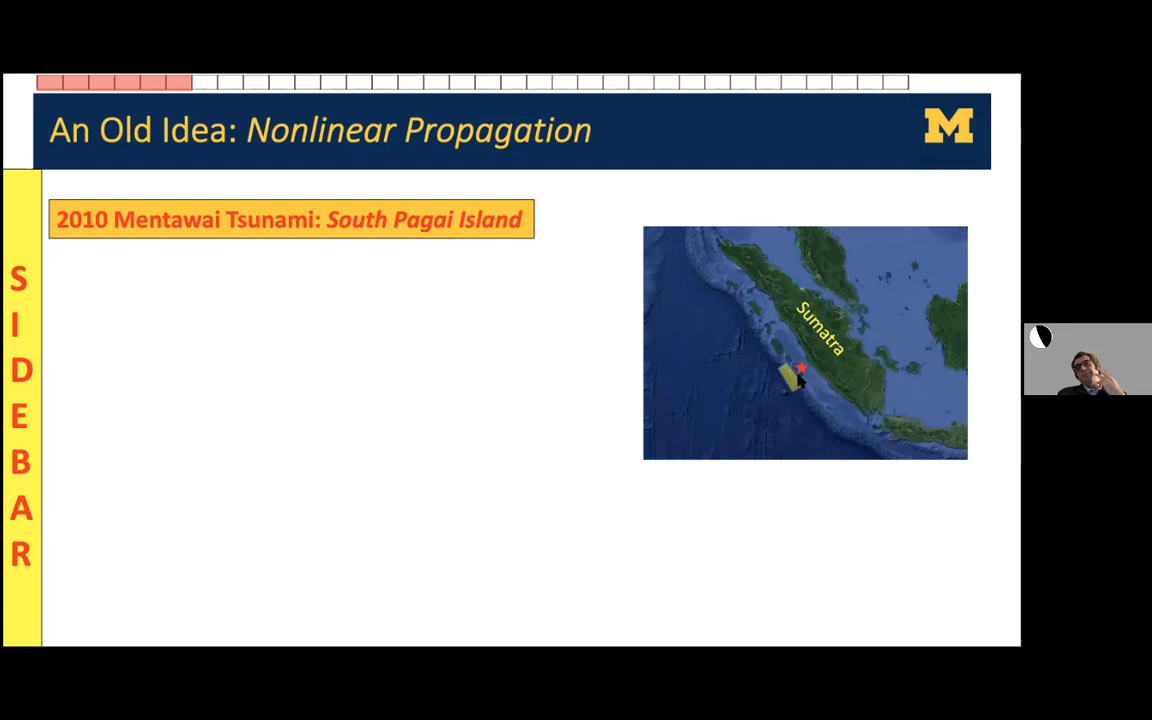 An Old Idea: Nonlinear Propagation
M
2010 Mentawai Tsunami: South Pagai Island
Sumatra
S
I
D
E
B
A
R